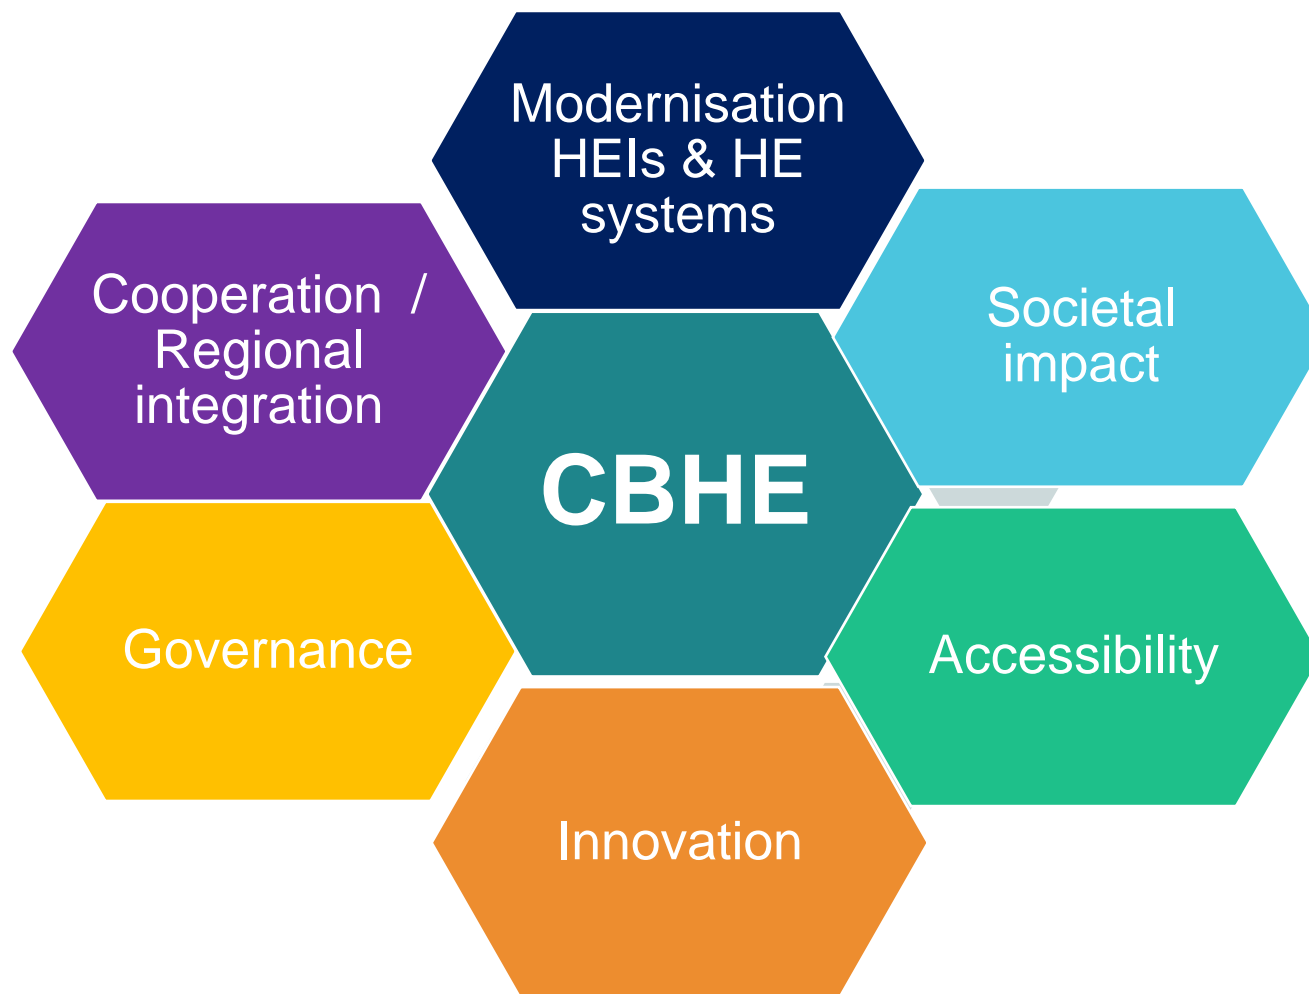 Modernisation
HEIs & HE
systems
Cooperation /
Regional
integration
Societal
impact
CBHE
Governance
Accessibility
Innovation